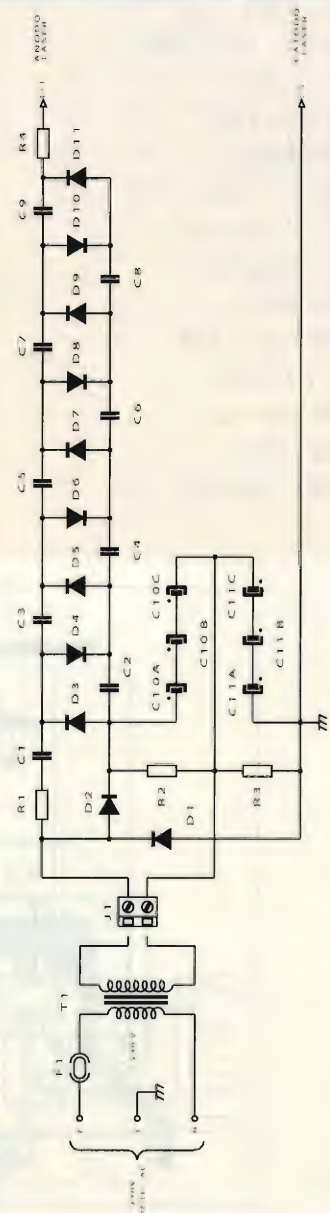 ANODO
LASER
R4
C9
D11
D10
C8
D9
C7
D8
C6
D7
C5
D6
C4
D5
C3
D4
C2
D3
C1
R1
D2
D1
R2
R3
C10A
C10B
C10C
C11A
C11B
C11C
CATODO
LASER
J1
T1
F1
230V